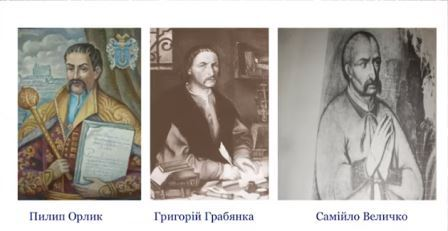 Пилип Орлик
Григорій Грабянка
Самійло Величко